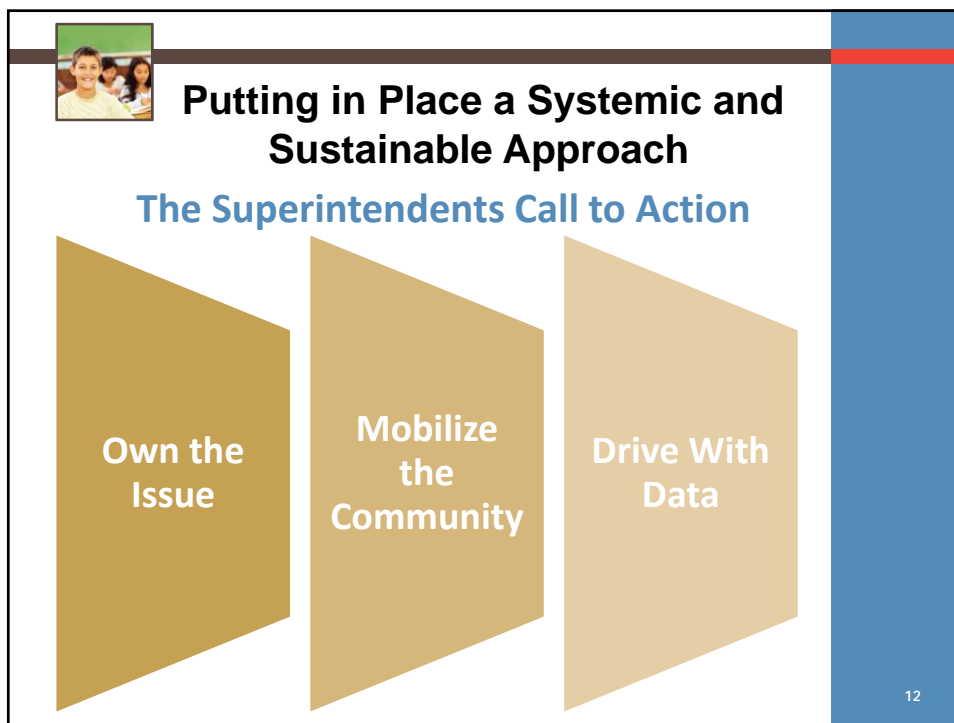 Putting in Place a Systemic and
Sustainable Approach
The Superintendents Call to Action
Own the
Issue
Mobilize
the
Community
Drive With
Data
12